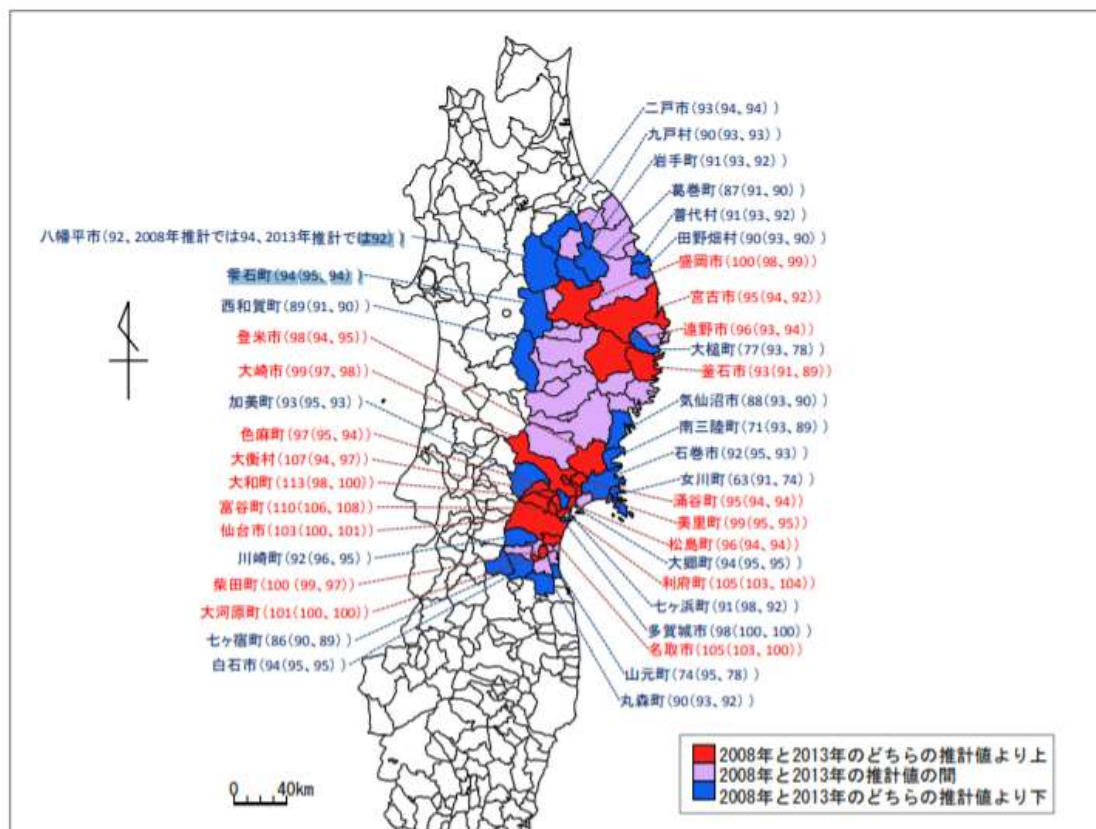 二戸市(93(94、94))
九戸村(90(93、93))
岩手町(91(93、92))
葛巻町(87(91、90))
普代村(91(93、92))
田野畑村(90(93、90))
盛岡市(100(98、99))
宮古市(95(94、92))
遠野市(96(93、94))
大槌町(77(93、78))
釜石市(93(91、89))
気仙沼市(88(93、90))
南三陸町(71(93、89))
石巻市(92(95、93))
女川町(63(91、74))
涌谷町(95(94、94))
美里町(99(95、95))
松島町(96(94、94))
大郷町(94(95、95))
利府町(105(103、104))
七ヶ浜町(91(98、92))
多賀城市(98(100、100))
名取市(105(103、100))
山元町(74(95、78))
丸森町(90(93、92))
八幡平市(92、2008年推計では94、2013年推計では92))
雫石町(94(95、94))
西和賀町(89(91、90))
登米市(98(94、95))
大崎市(99(97、98))
加美町(93(95、93))
色麻町(97(95、94))
大衡村(107(94、97))
大和町(113(98、100))
富谷町(110(106、108))
仙台市(103(100、101))
川崎町(92(96、95))
柴田町(100(99、97))
大河原町(101(100、100))
七ヶ宿町(86(90、89))
白石市(94(95、95))
0 40km
2008年と2013年のどちらの推計値より上
2008年と2013年の推計値の間
2008年と2013年のどちらの推計値より下